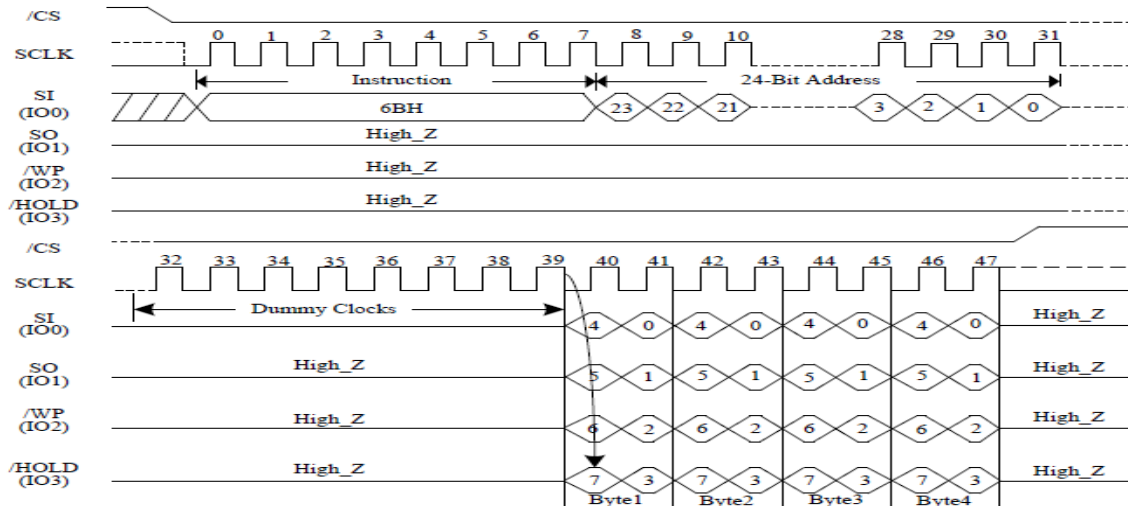 /CS
0 1 2 3 4 5 6 7 8 9 10 28 29 30 31
SCLK
Instruction 24-Bit Address
SI
(IO0) 6BH 23 22 21 3 2 1 0
SO High_Z
(IO1)
/WP High_Z
(IO2)
/HOLD High_Z
(IO3)
/CS
32 33 34 35 36 37 38 39 40 41 42 43 44 45 46 47
SCLK
Dummy Clocks
SI
(IO0) 4 0 4 0 4 0 4 0 High_Z
SO High_Z
(IO1) 5 1 5 1 5 1 5 1 High_Z
/WP High_Z
(IO2) 6 2 6 2 6 2 6 2 High_Z
/HOLD High_Z
(IO3) 7 3 7 3 7 3 7 3 High_Z
Byte1 Byte2 Byte3 Byte4